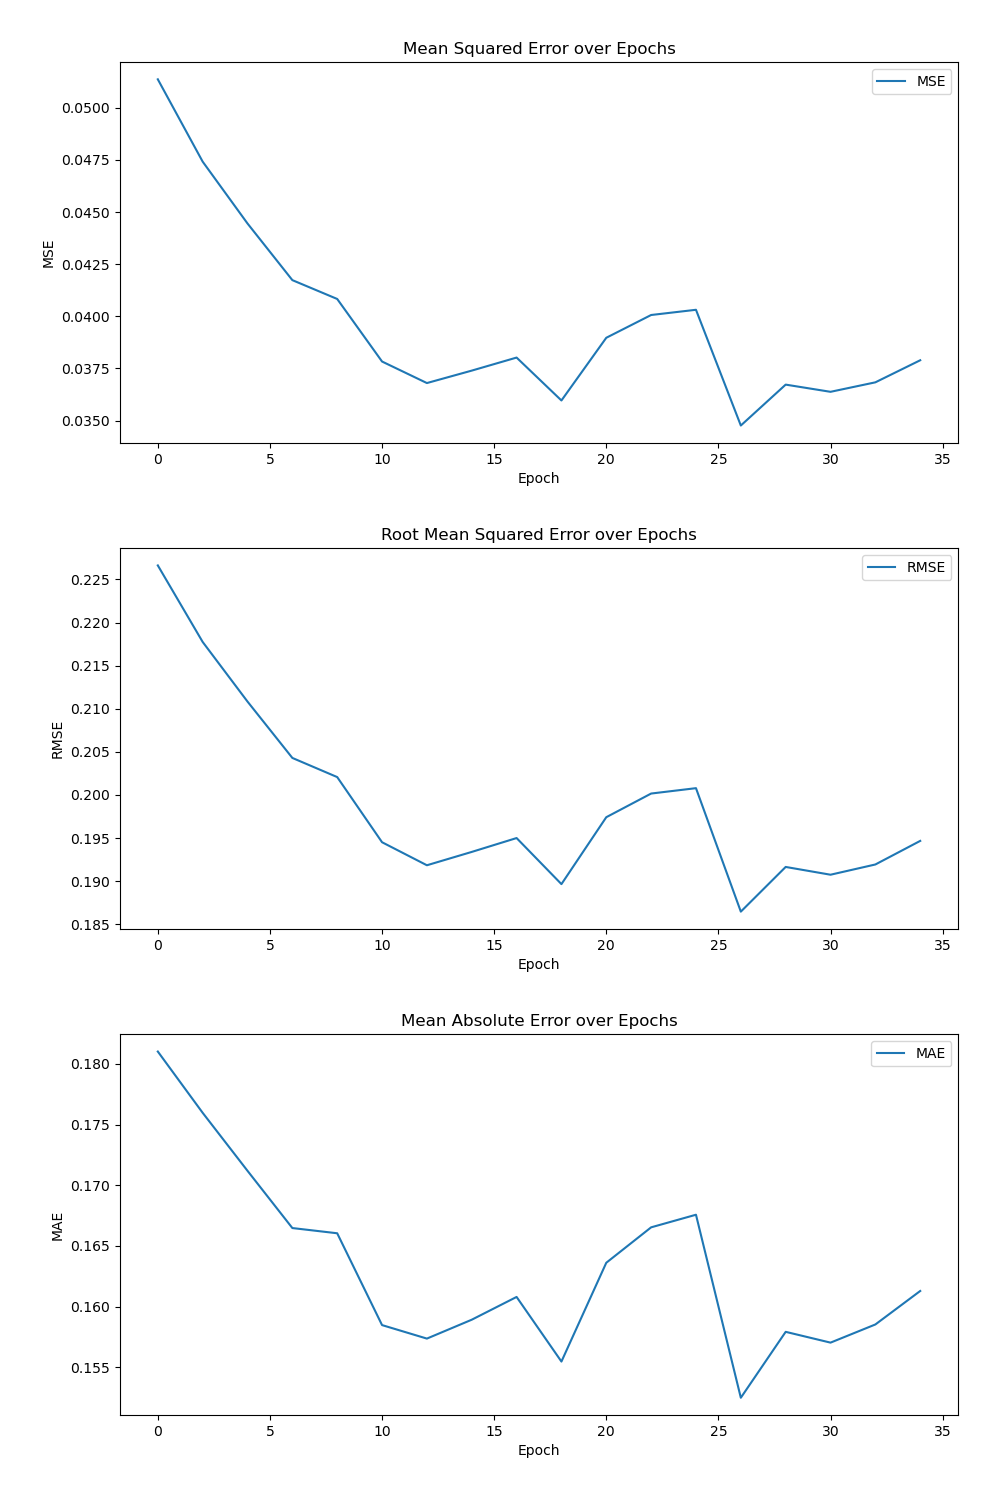 Mean Squared Error over Epochs
MSE
0.0500
0.0475
0.0450
0.0425
0.0400
0.0375
0.0350
MSE
0 5 10 15 20 25 30 35
Epoch
Root Mean Squared Error over Epochs
RMSE
0.225
0.220
0.215
0.210
0.205
0.200
0.195
0.190
0.185
RMSE
0 5 10 15 20 25 30 35
Epoch
Mean Absolute Error over Epochs
MAE
0.180
0.175
0.170
0.165
0.160
0.155
MAE
0 5 10 15 20 25 30 35
Epoch